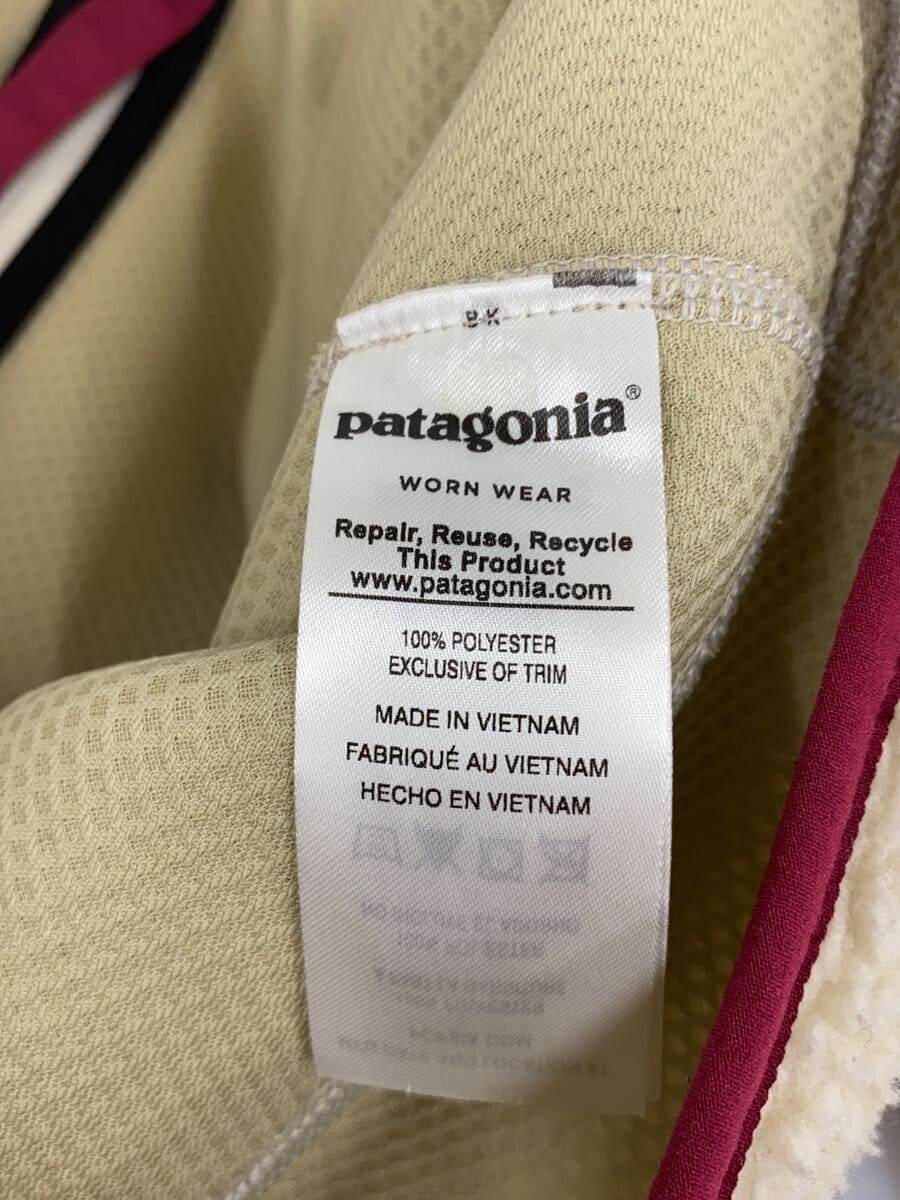 B-K
patagonia®
WORN WEAR
Repair, Reuse, Recycle
This Product
www.patagonia.com
100% POLYESTER
EXCLUSIVE OF TRIM
MADE IN VIETNAM
FABRIQUÉ AU VIETNAM
HECHO EN VIETNAM